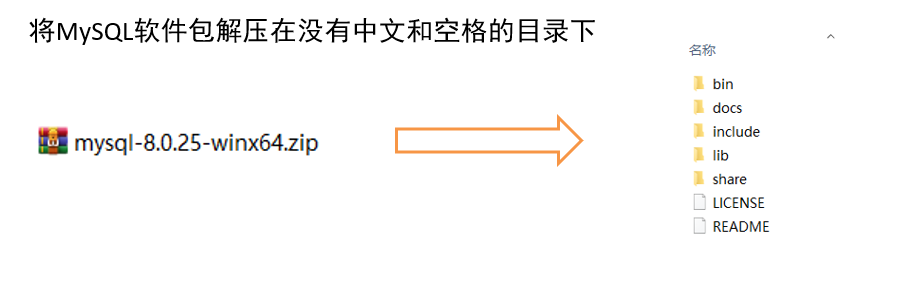 将MySQL软件包解压在没有中文和空格的目录下
mysql-8.0.25-winx64.zip
名称
bin
docs
include
lib
share
LICENSE
README